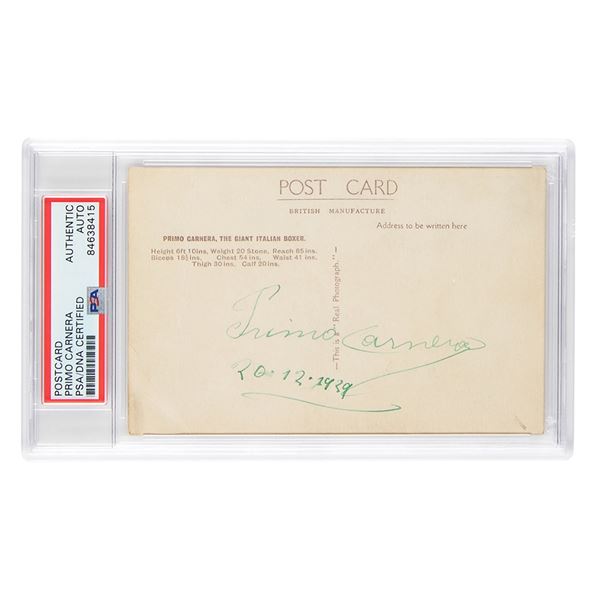 POSTCARD
PRIMO CARNERA
PSA/DNA CERTIFIED
AUTHENTIC
AUTO
84638415
PSA
POST CARD
BRITISH MANUFACTURE
Address to be written here
PRIMO CARNERA, THE GIANT ITALIAN BOXER.
Height 6ft 10ins, Weight 20 Stone, Reach 85 ins.
Biceps 18½ ins, Chest 54 ins, Waist 41 ins.
Thigh 30 ins. Calf 20 ins.
—This is a "Real Photograph."—
Primo Carnera
20.12.1929